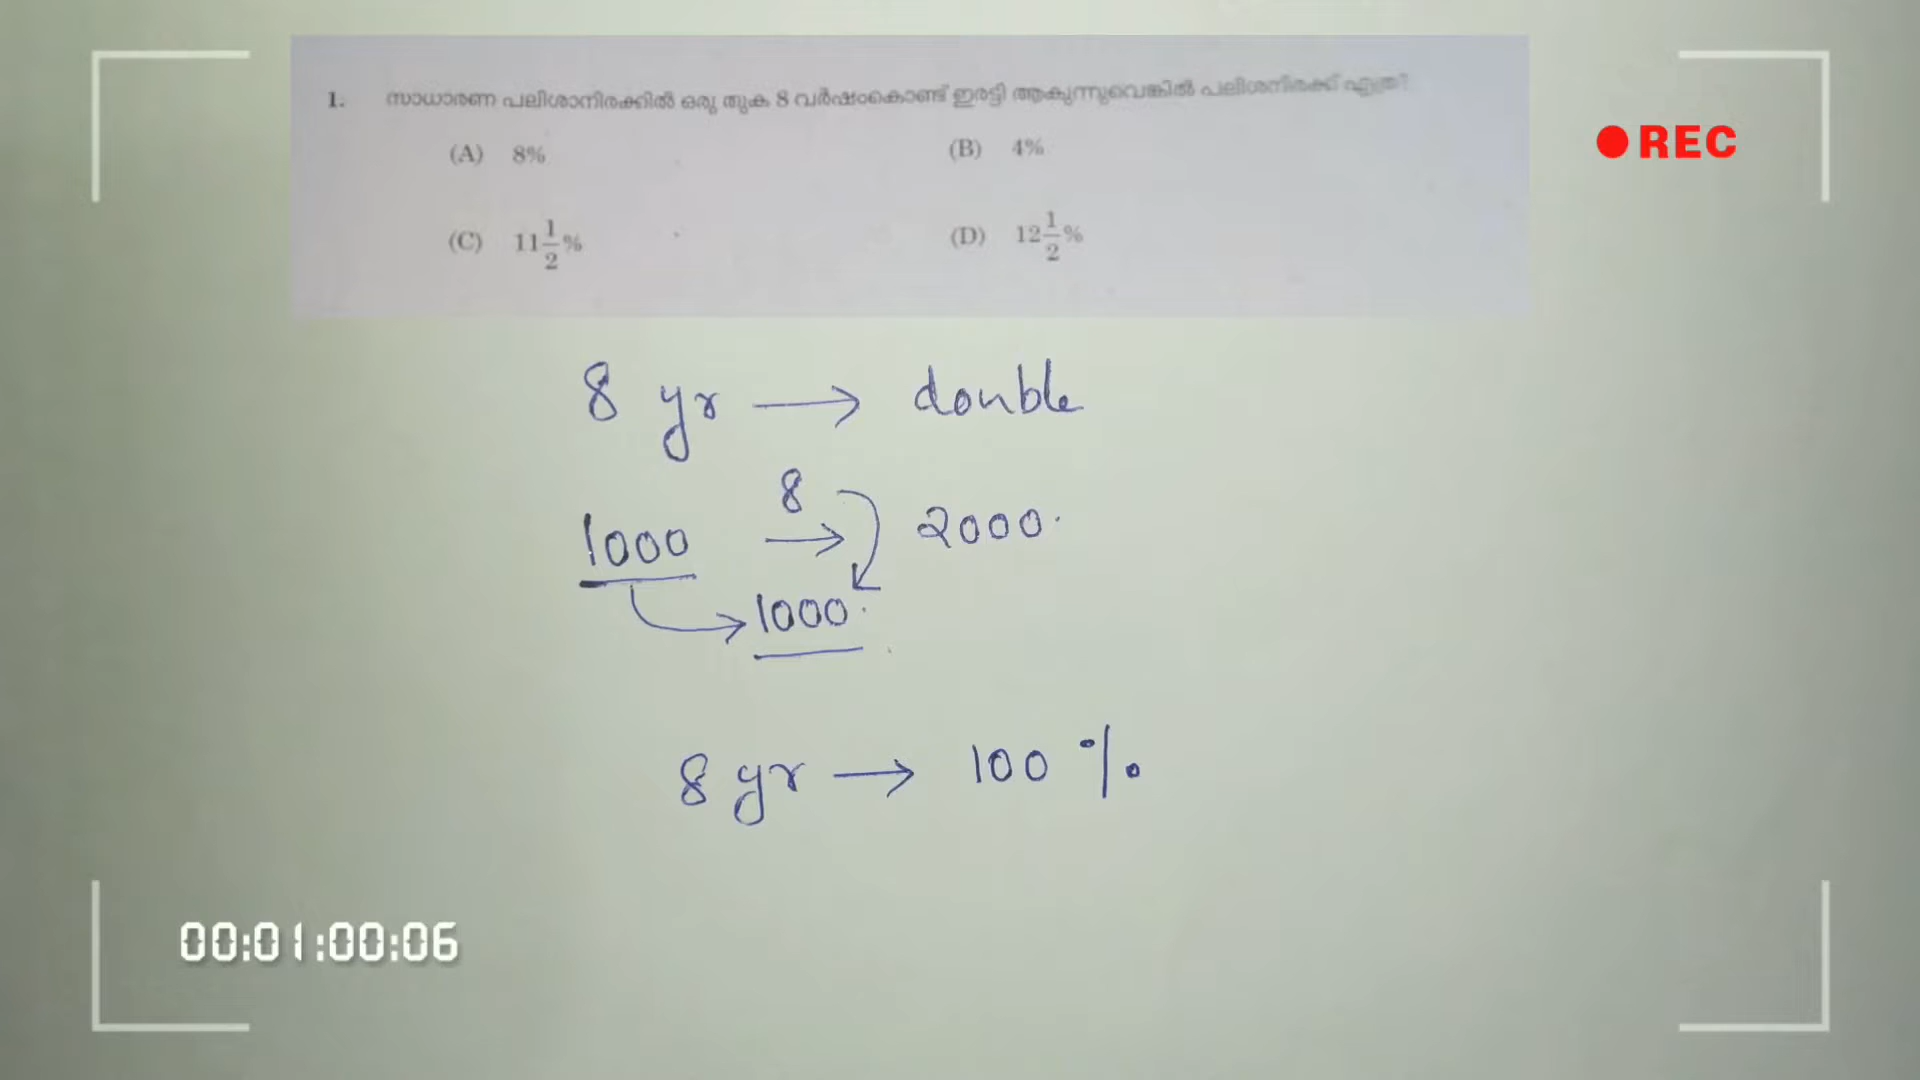 1. സാധാരണ പലിശാനിരക്കിൽ ഒരു തുക 8 വർഷംകൊണ്ട് ഇരട്ടി ആകുന്നുവെങ്കിൽ പലിശനിരക്ക് എത്ര?
(A) 8% (B) 4%
(C) 11 1/2 % (D) 12 1/2 %
REC
8 yr → double
1000 8 → 2000.
→ 1000.
8 yr → 100 %
00:01:00:06